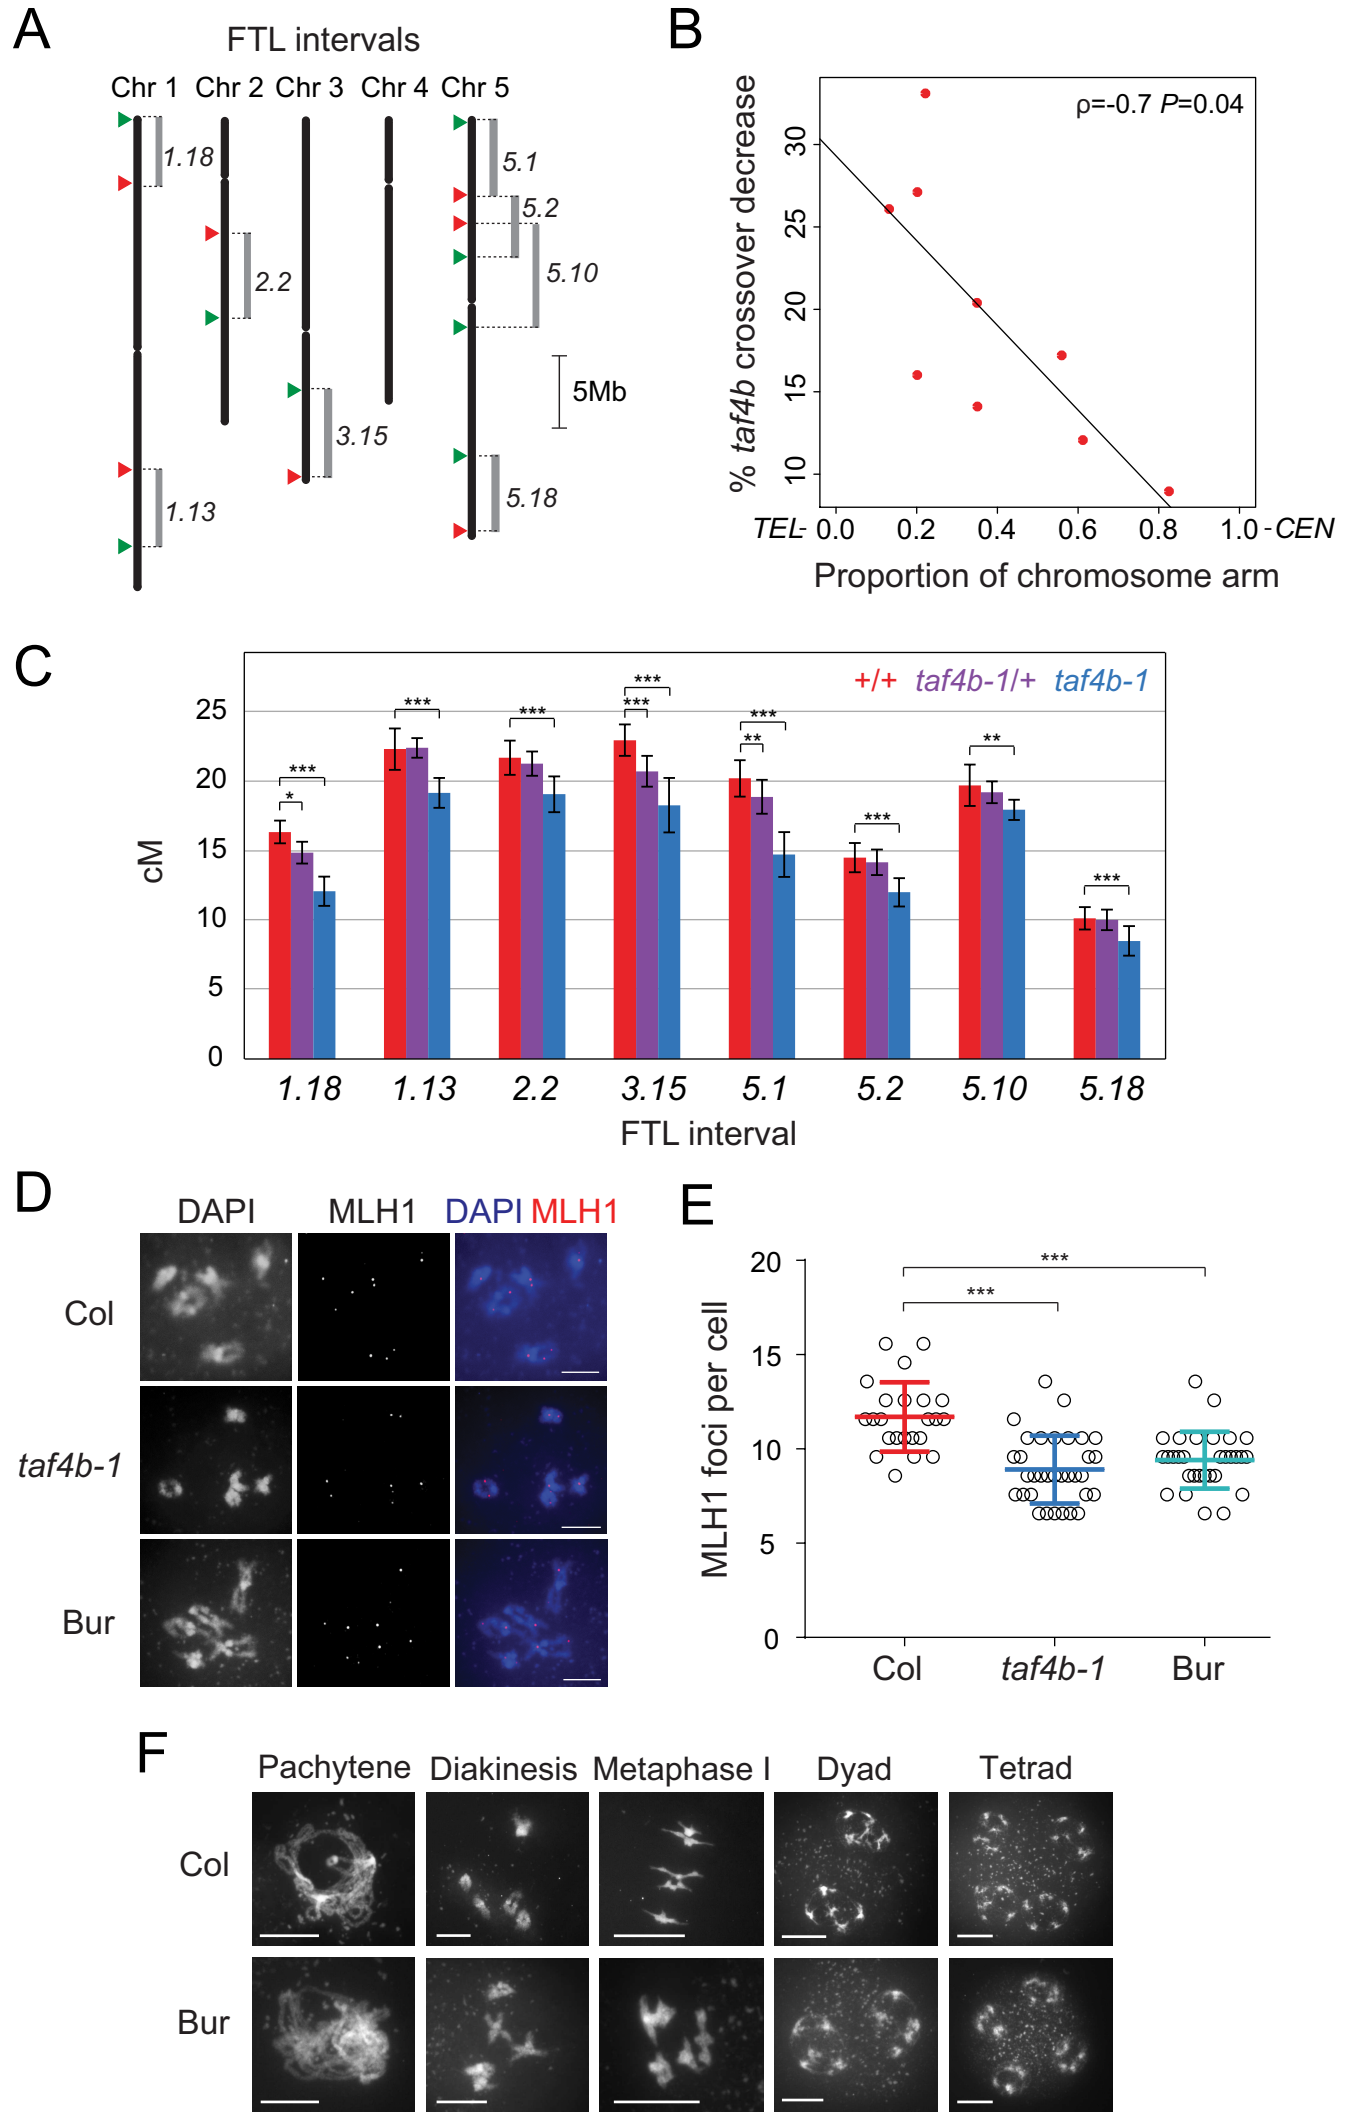 A
FTL intervals
Chr 1 Chr 2 Chr 3 Chr 4 Chr 5
1.18
5.1
5.2
2.2
5.10
5Mb
3.15
5.18
1.13
B
ρ=-0.7 P=0.04
% taf4b crossover decrease
30
25
20
15
10
TEL- 0.0 0.2 0.4 0.6 0.8 1.0 -CEN
Proportion of chromosome arm
C
+/+ taf4b-1/+ taf4b-1
cM
25
20
15
10
5
0
*** * *** *** *** *** *** ** *** ** ***
1.18 1.13 2.2 3.15 5.1 5.2 5.10 5.18
FTL interval
D
DAPI MLH1 DAPI MLH1
Col
taf4b-1
Bur
E
MLH1 foci per cell
20
15
10
5
0
***
***
Col taf4b-1 Bur
F
Pachytene Diakinesis Metaphase I Dyad Tetrad
Col
Bur